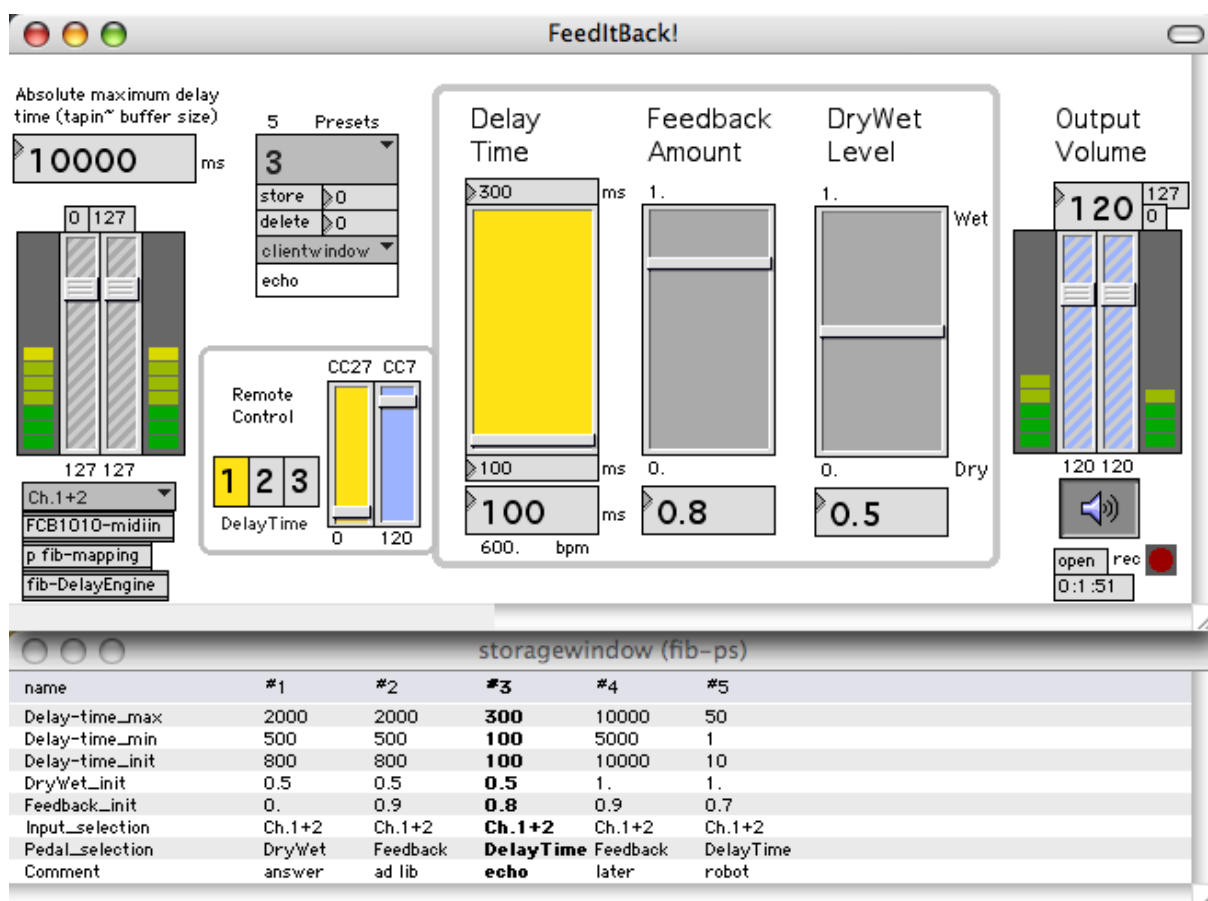 FeedItBack!
Absolute maximum delay
time (tapin~ buffer size)
10000 ms
0 127
127 127
Ch.1+2
FCB1010-midiin
p fib-mapping
fib-DelayEngine
5 Presets
3
store 0
delete 0
clientwindow
echo
CC27 CC7
Remote
Control
1 2 3
DelayTime
0 120
Delay
Time
300 ms
100 ms
100 ms
600. bpm
Feedback
Amount
1.
0.
0.8
DryWet
Level
1.
Wet
0. Dry
0.5
Output
Volume
120 127
0
120 120
open rec
0:1:51
storagewindow (fib-ps)
name #1 #2 #3 #4 #5
Delay-time_max 2000 2000 300 10000 50
Delay-time_min 500 500 100 5000 1
Delay-time_init 800 800 100 10000 10
DryWet_init 0.5 0.5 0.5 1. 1.
Feedback_init 0. 0.9 0.8 0.9 0.7
Input_selection Ch.1+2 Ch.1+2 Ch.1+2 Ch.1+2 Ch.1+2
Pedal_selection DryWet Feedback DelayTime Feedback DelayTime
Comment answer ad lib echo later robot